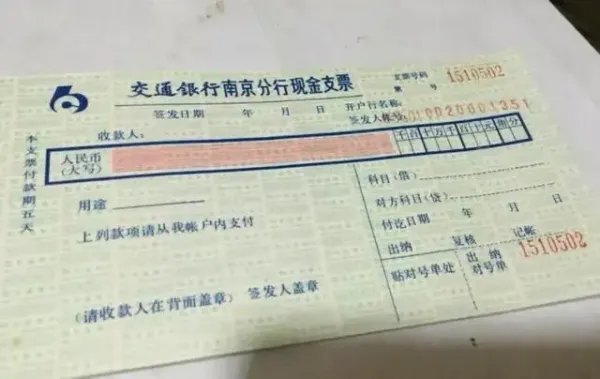 交通银行南京分行现金支票
支票号码 1510502
第 号
签发日期 年 月 日
开户行名称:
收款人:
签发人帐号:
人民币
(大写)
千百十万千百十元角分
本支票付款期五天
用途
上列款项请从我帐户内支付
(请收款人在背面盖章) 签发人盖章
科目(借)
对方科目(贷)
付讫日期 年 月 日
出纳 复核 记帐
贴对号单处 出纳
对号单 1510502